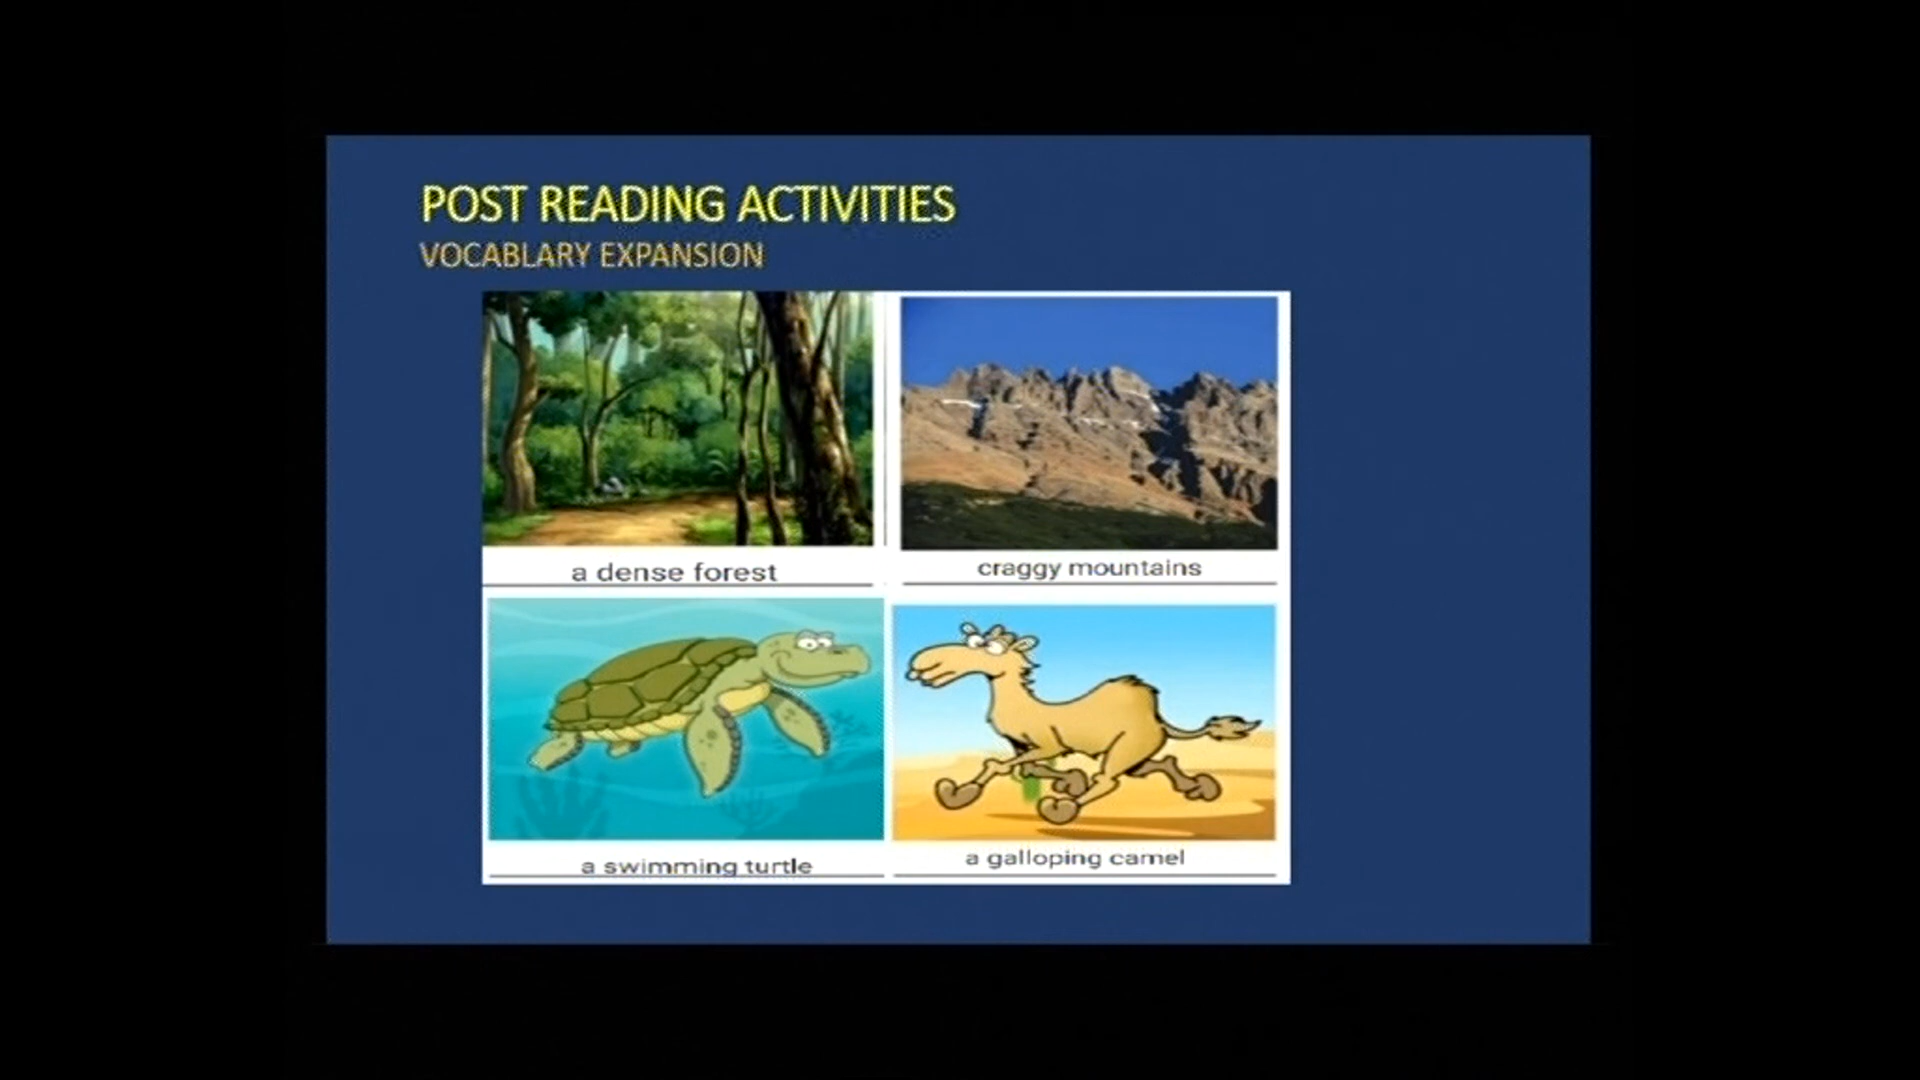 POST READING ACTIVITIES
VOCABLARY EXPANSION
a dense forest
craggy mountains
a swimming turtle
a galloping camel